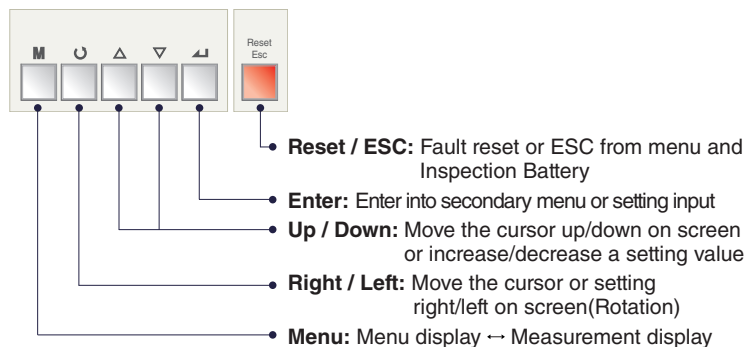 M
Reset
Esc
Reset / ESC: Fault reset or ESC from menu and
Inspection Battery
Enter: Enter into secondary menu or setting input
Up / Down: Move the cursor up/down on screen
or increase/decrease a setting value
Right / Left: Move the cursor or setting
right/left on screen(Rotation)
Menu: Menu display ↔ Measurement display